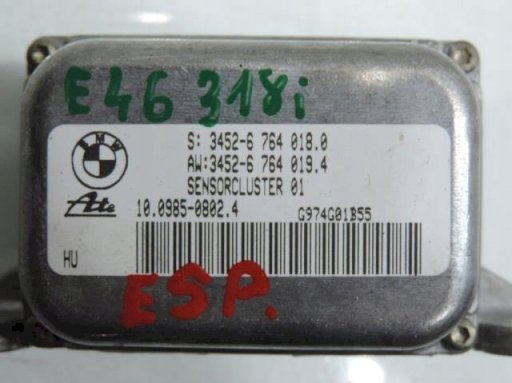 E46 318i
BMW
S: 3452-6 764 018.0
AW:3452-6 764 019.4
SENSORCLUSTER 01
Ate
10.0985-0802.4 G974G01355
HU
ESP.